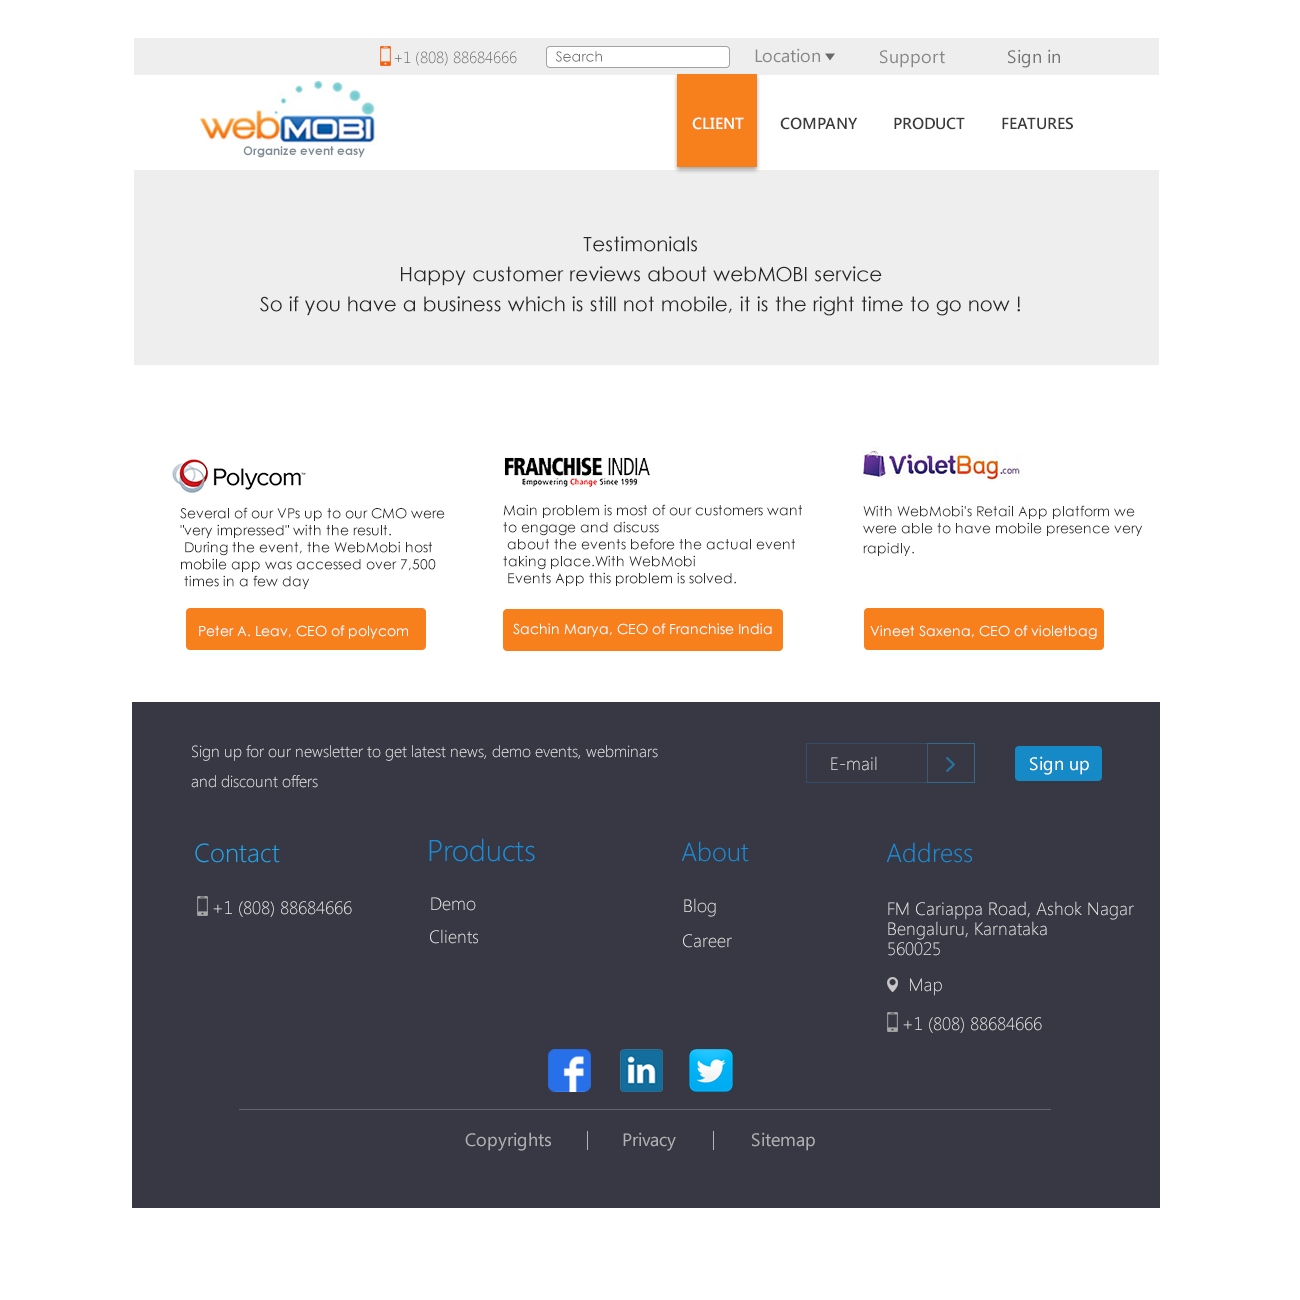 +1 (808) 88684666
Search
Location
Support
Sign in
webMOBI
Organize event easy
CLIENT
COMPANY
PRODUCT
FEATURES
Testimonials
Happy customer reviews about webMOBI service
So if you have a business which is still not mobile, it is the right time to go now !
Polycom™
Several of our VPs up to our CMO were
"very impressed" with the result.
During the event, the WebMobi host
mobile app was accessed over 7,500
times in a few day
Peter A. Leav, CEO of polycom
FRANCHISE INDIA
Empowering Change Since 1999
Main problem is most of our customers want
to engage and discuss
about the events before the actual event
taking place.With WebMobi
Events App this problem is solved.
Sachin Marya, CEO of Franchise India
VioletBag.com
With WebMobi's Retail App platform we
were able to have mobile presence very
rapidly.
Vineet Saxena, CEO of violetbag
Sign up for our newsletter to get latest news, demo events, webminars
and discount offers
E-mail
Sign up
Contact
+1 (808) 88684666
Products
Demo
Clients
About
Blog
Career
Address
FM Cariappa Road, Ashok Nagar
Bengaluru, Karnataka
560025
Map
+1 (808) 88684666
f
in
Copyrights
Privacy
Sitemap